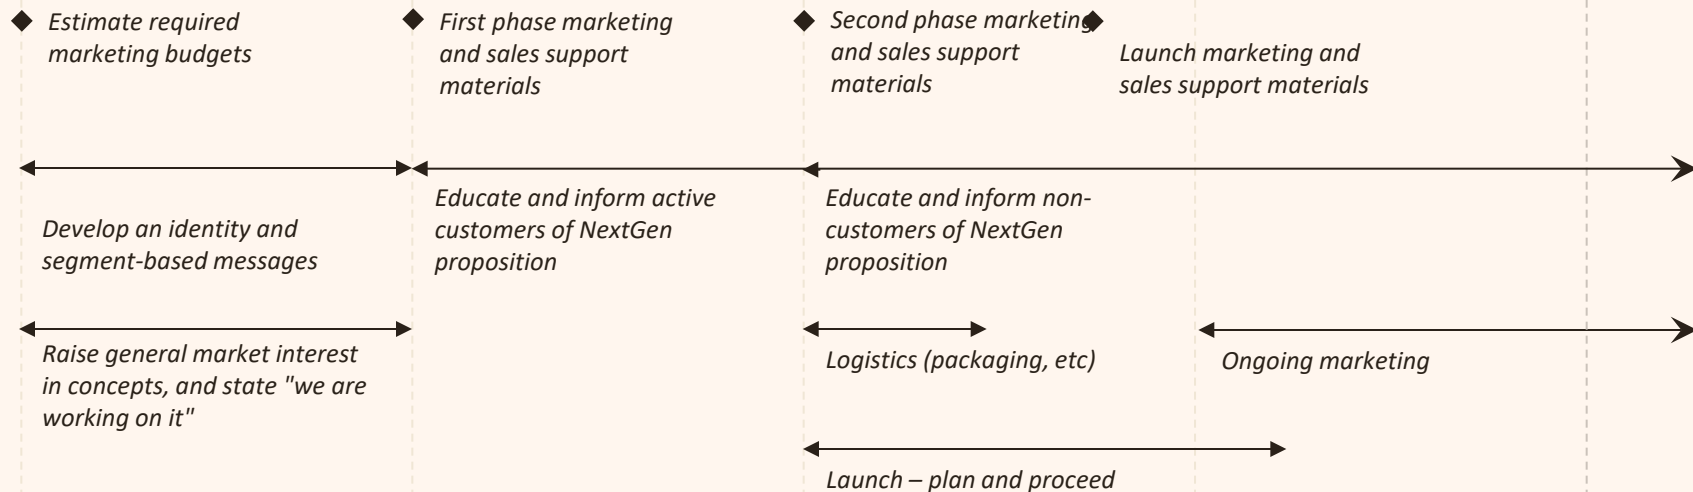 Estimate required
marketing budgets
First phase marketing
and sales support
materials
Second phase marketing
and sales support
materials
Launch marketing and
sales support materials
Develop an identity and
segment-based messages
Educate and inform active
customers of NextGen
proposition
Educate and inform non-
customers of NextGen
proposition
Raise general market interest
in concepts, and state "we are
working on it"
Logistics (packaging, etc)
Ongoing marketing
Launch – plan and proceed